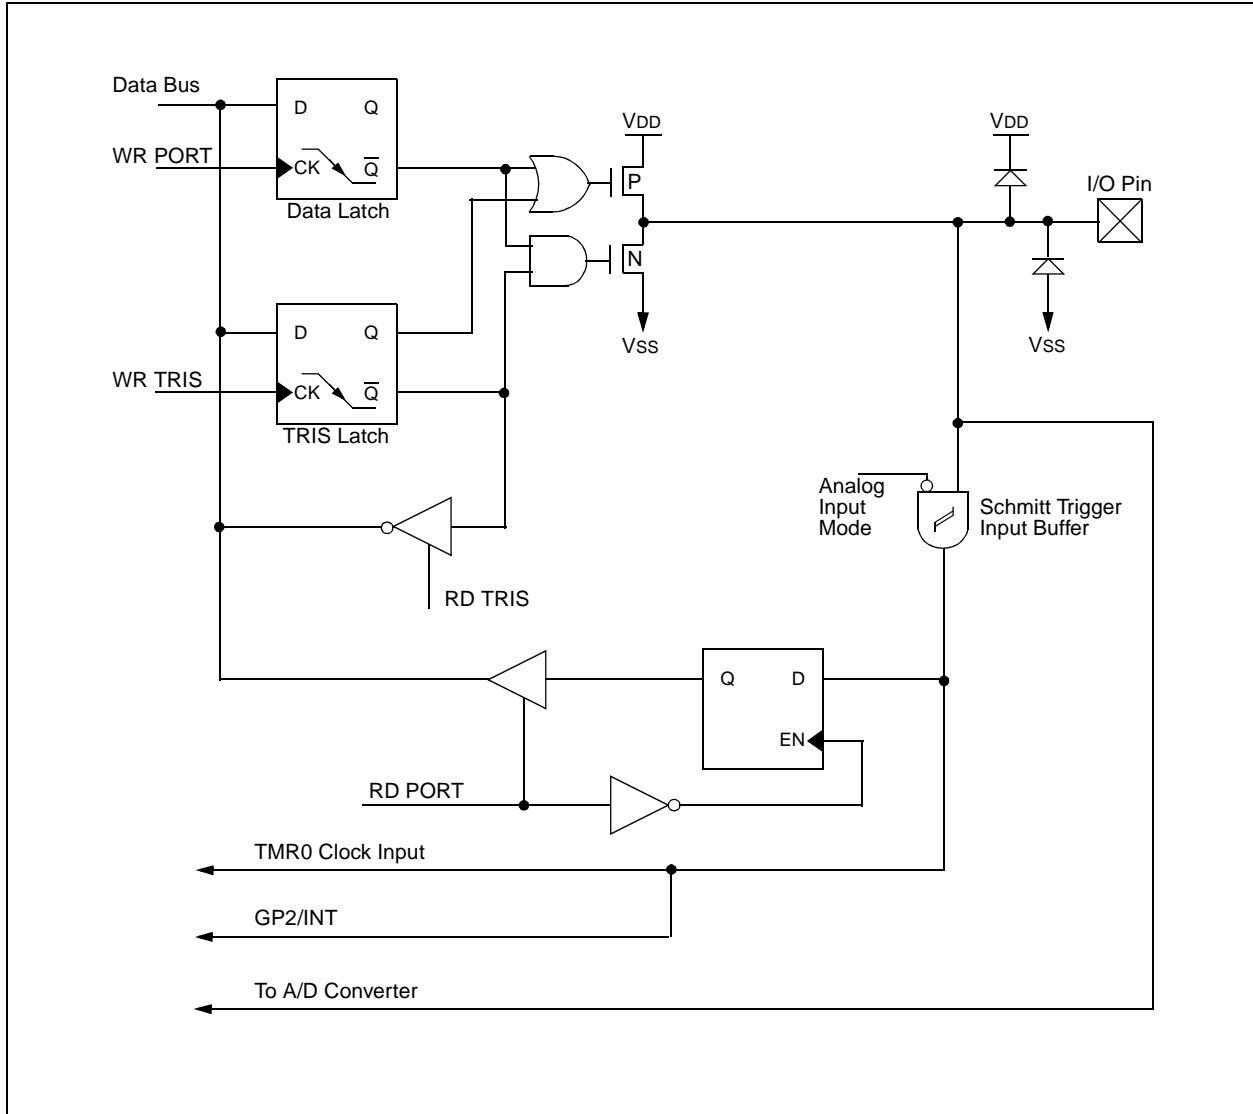 Data Bus
D
Q
WR PORT
CK
Q
Data Latch
VDD
P
N
VSS
VDD
I/O Pin
VSS
D
Q
WR TRIS
CK
Q
TRIS Latch
Analog
Input
Mode
Schmitt Trigger
Input Buffer
RD TRIS
Q
D
EN
RD PORT
TMR0 Clock Input
GP2/INT
To A/D Converter